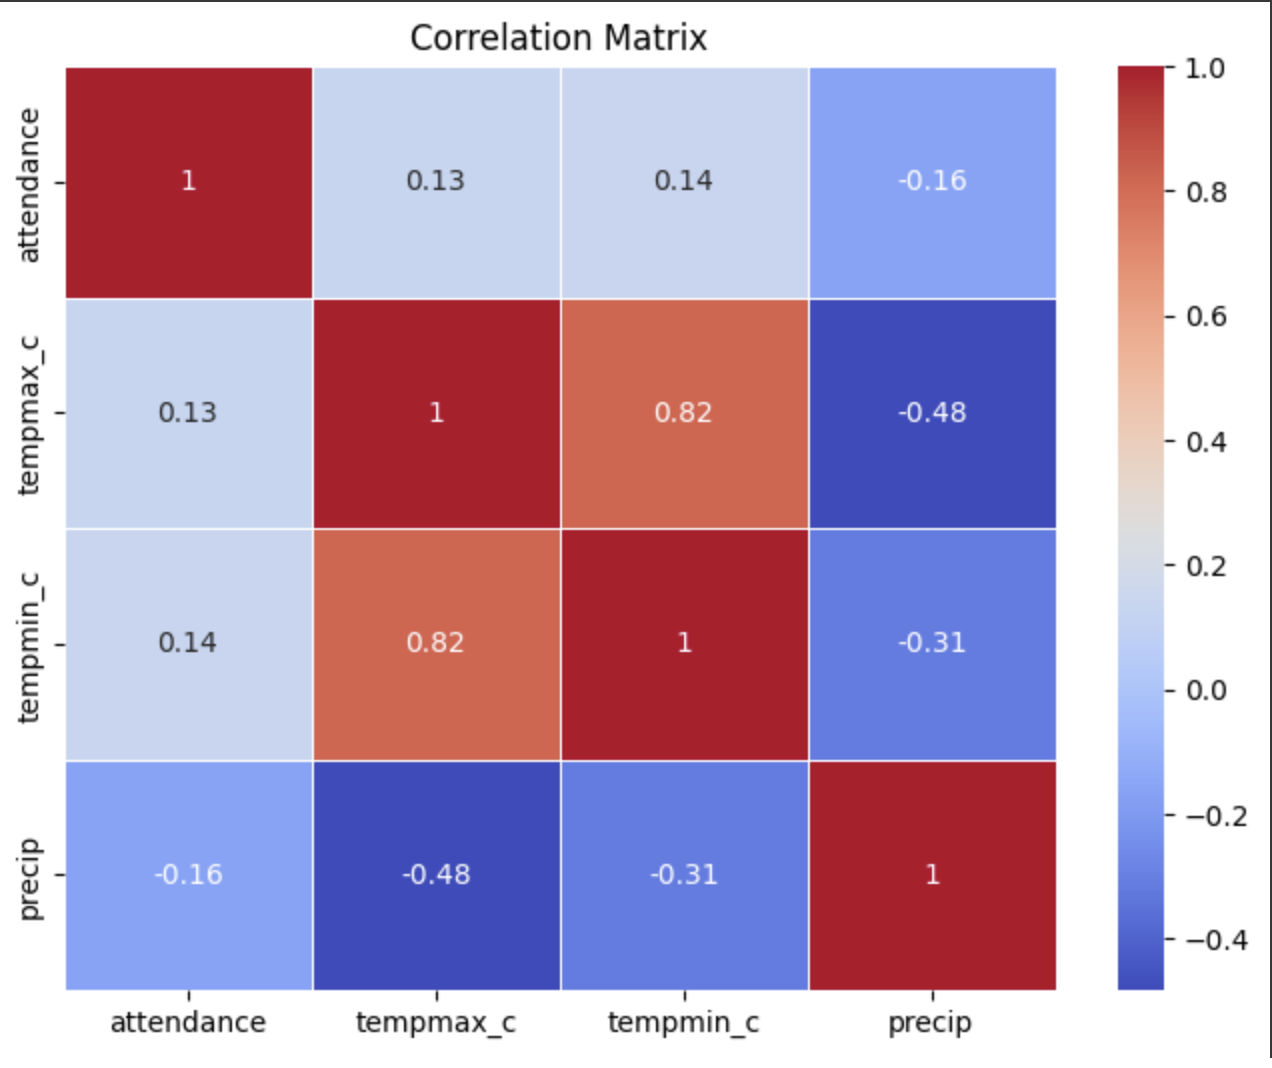 Correlation Matrix
attendance
1
0.13
0.14
-0.16
tempmax_c
0.13
1
0.82
-0.48
tempmin_c
0.14
0.82
1
-0.31
precip
-0.16
-0.48
-0.31
1
attendance
tempmax_c
tempmin_c
precip
1.0
0.8
0.6
0.4
0.2
0.0
−0.2
−0.4